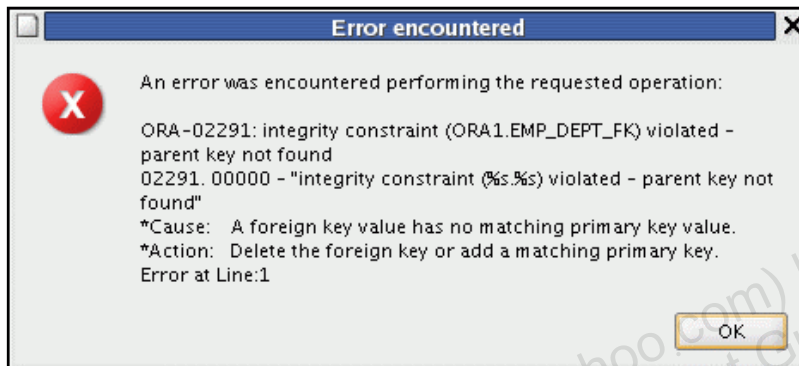 Error encountered
An error was encountered performing the requested operation:
ORA-02291: integrity constraint (ORA1.EMP_DEPT_FK) violated -
parent key not found
02291. 00000 - "integrity constraint (%s.%s) violated - parent key not
found"
*Cause: A foreign key value has no matching primary key value.
*Action: Delete the foreign key or add a matching primary key.
Error at Line:1
OK